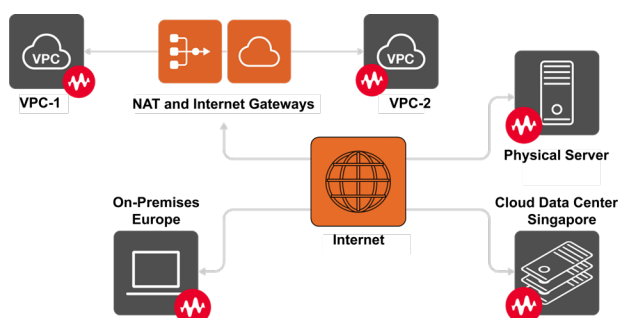 VPC
VPC
VPC-1
NAT and Internet Gateways
VPC-2
Physical Server
On-Premises
Europe
Internet
Cloud Data Center
Singapore